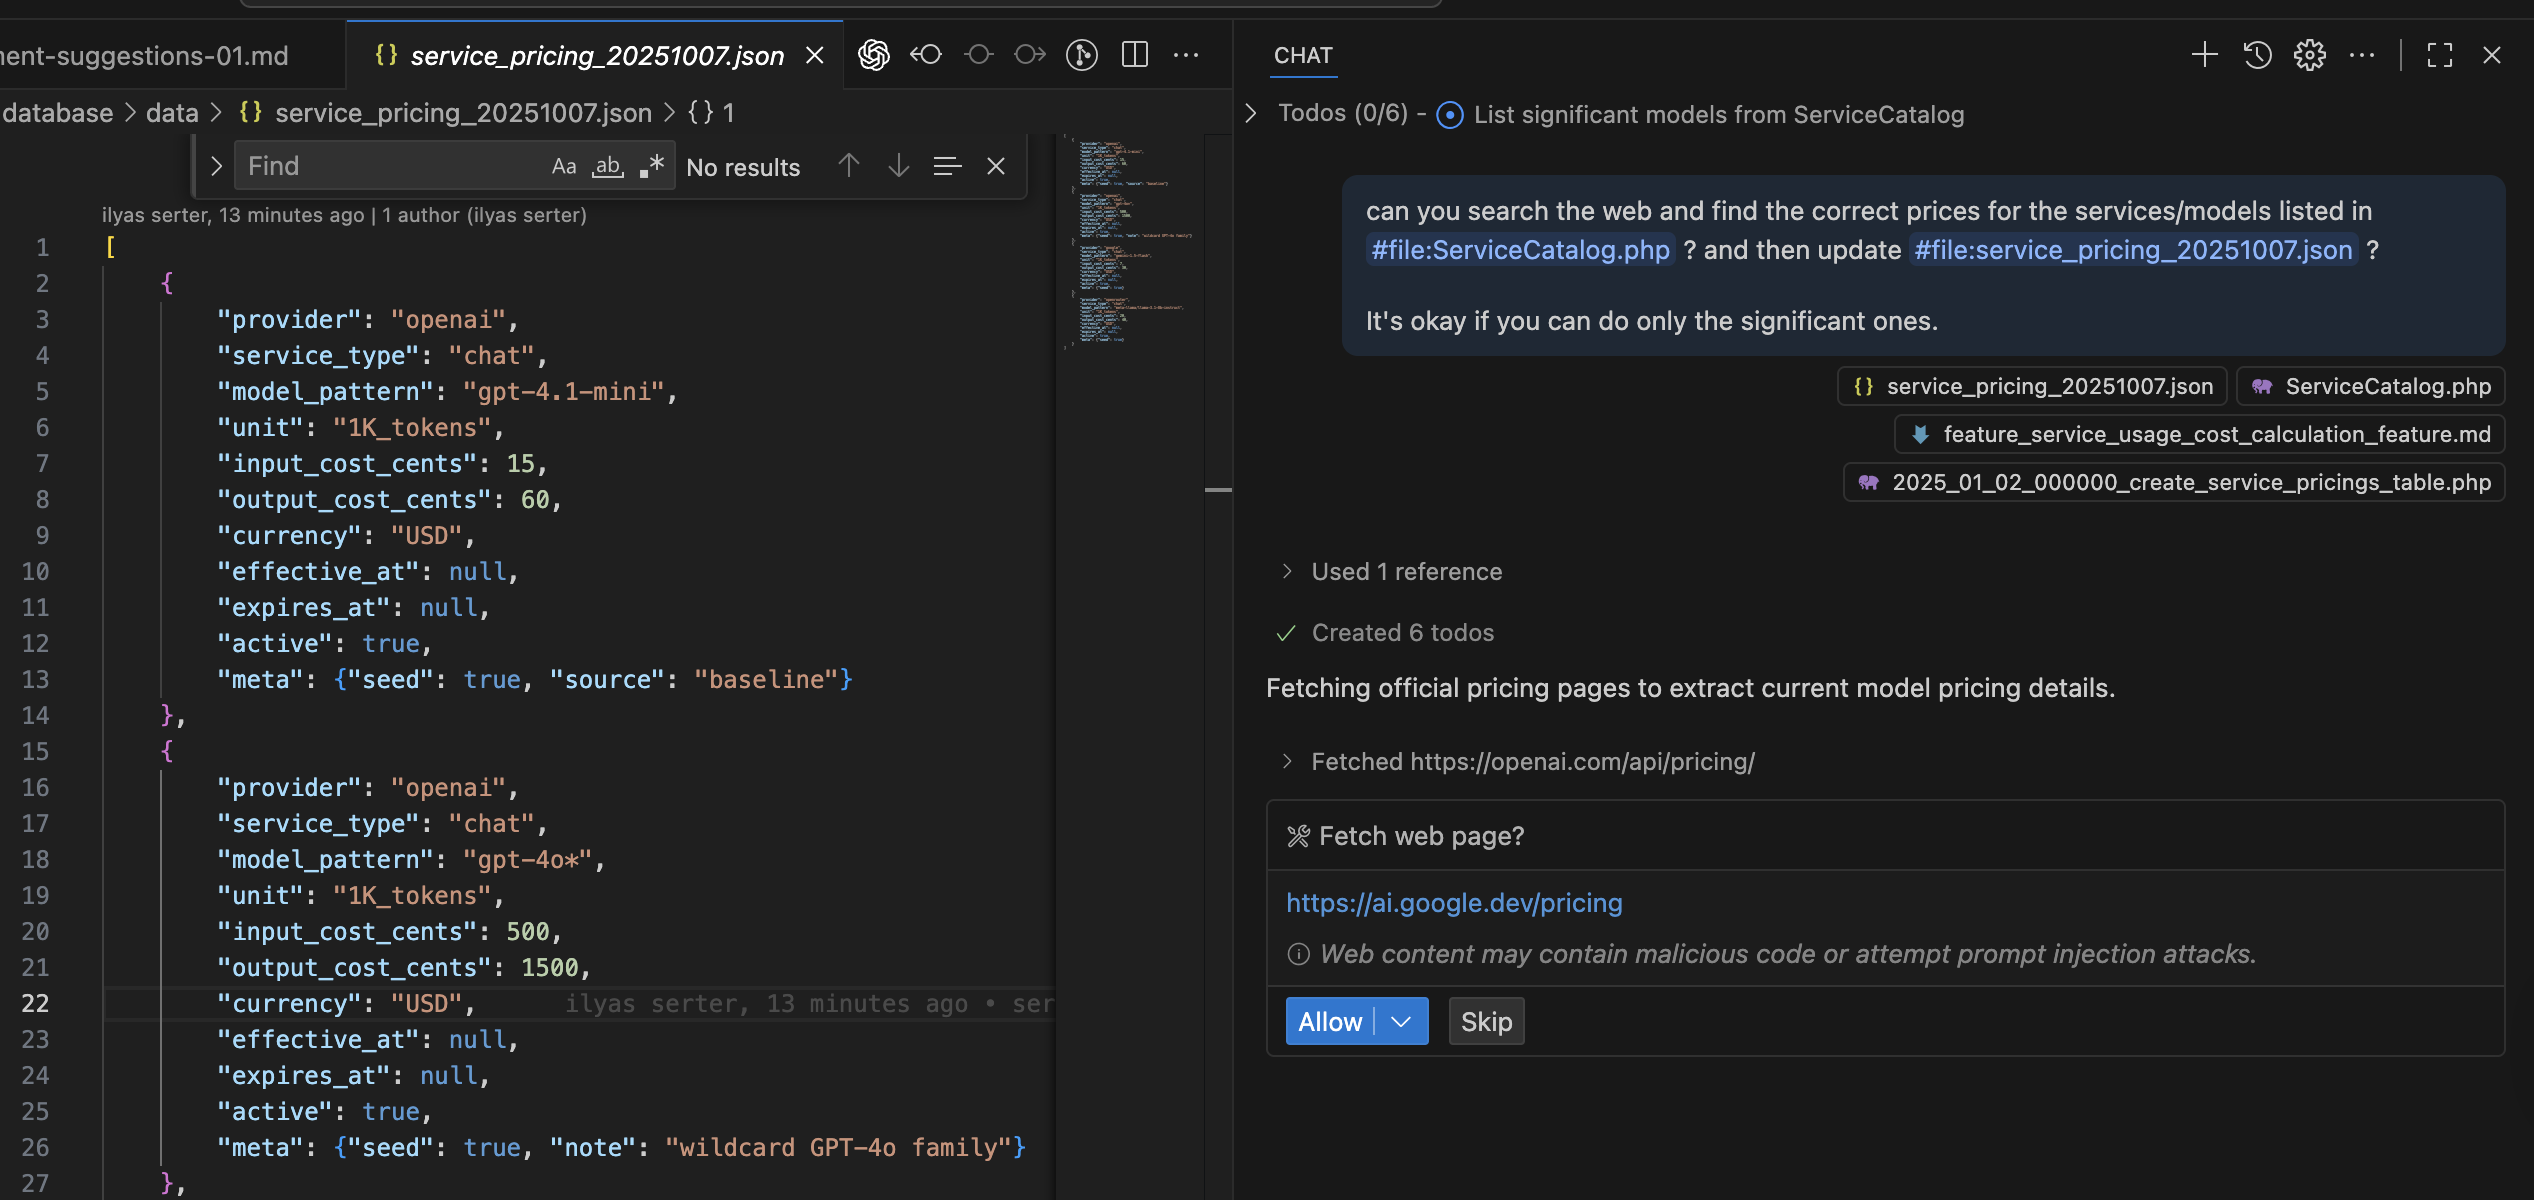 ment-suggestions-01.md
{} service_pricing_20251007.json
database > data > {} service_pricing_20251007.json > {} 1
Find Aa ab No results
ilyas serter, 13 minutes ago | 1 author (ilyas serter)
1 [
2 {
3 "provider": "openai",
4 "service_type": "chat",
5 "model_pattern": "gpt-4.1-mini",
6 "unit": "1K_tokens",
7 "input_cost_cents": 15,
8 "output_cost_cents": 60,
9 "currency": "USD",
10 "effective_at": null,
11 "expires_at": null,
12 "active": true,
13 "meta": {"seed": true, "source": "baseline"}
14 },
15 {
16 "provider": "openai",
17 "service_type": "chat",
18 "model_pattern": "gpt-4o*",
19 "unit": "1K_tokens",
20 "input_cost_cents": 500,
21 "output_cost_cents": 1500,
22 "currency": "USD", ilyas serter, 13 minutes ago • ser
23 "effective_at": null,
24 "expires_at": null,
25 "active": true,
26 "meta": {"seed": true, "note": "wildcard GPT-4o family"}
27 },
CHAT
Todos (0/6) - List significant models from ServiceCatalog
can you search the web and find the correct prices for the services/models listed in
#file:ServiceCatalog.php ? and then update #file:service_pricing_20251007.json ?
It's okay if you can do only the significant ones.
{} service_pricing_20251007.json ServiceCatalog.php
feature_service_usage_cost_calculation_feature.md
2025_01_02_000000_create_service_pricings_table.php
Used 1 reference
Created 6 todos
Fetching official pricing pages to extract current model pricing details.
Fetched https://openai.com/api/pricing/
Fetch web page?
https://ai.google.dev/pricing
Web content may contain malicious code or attempt prompt injection attacks.
Allow Skip